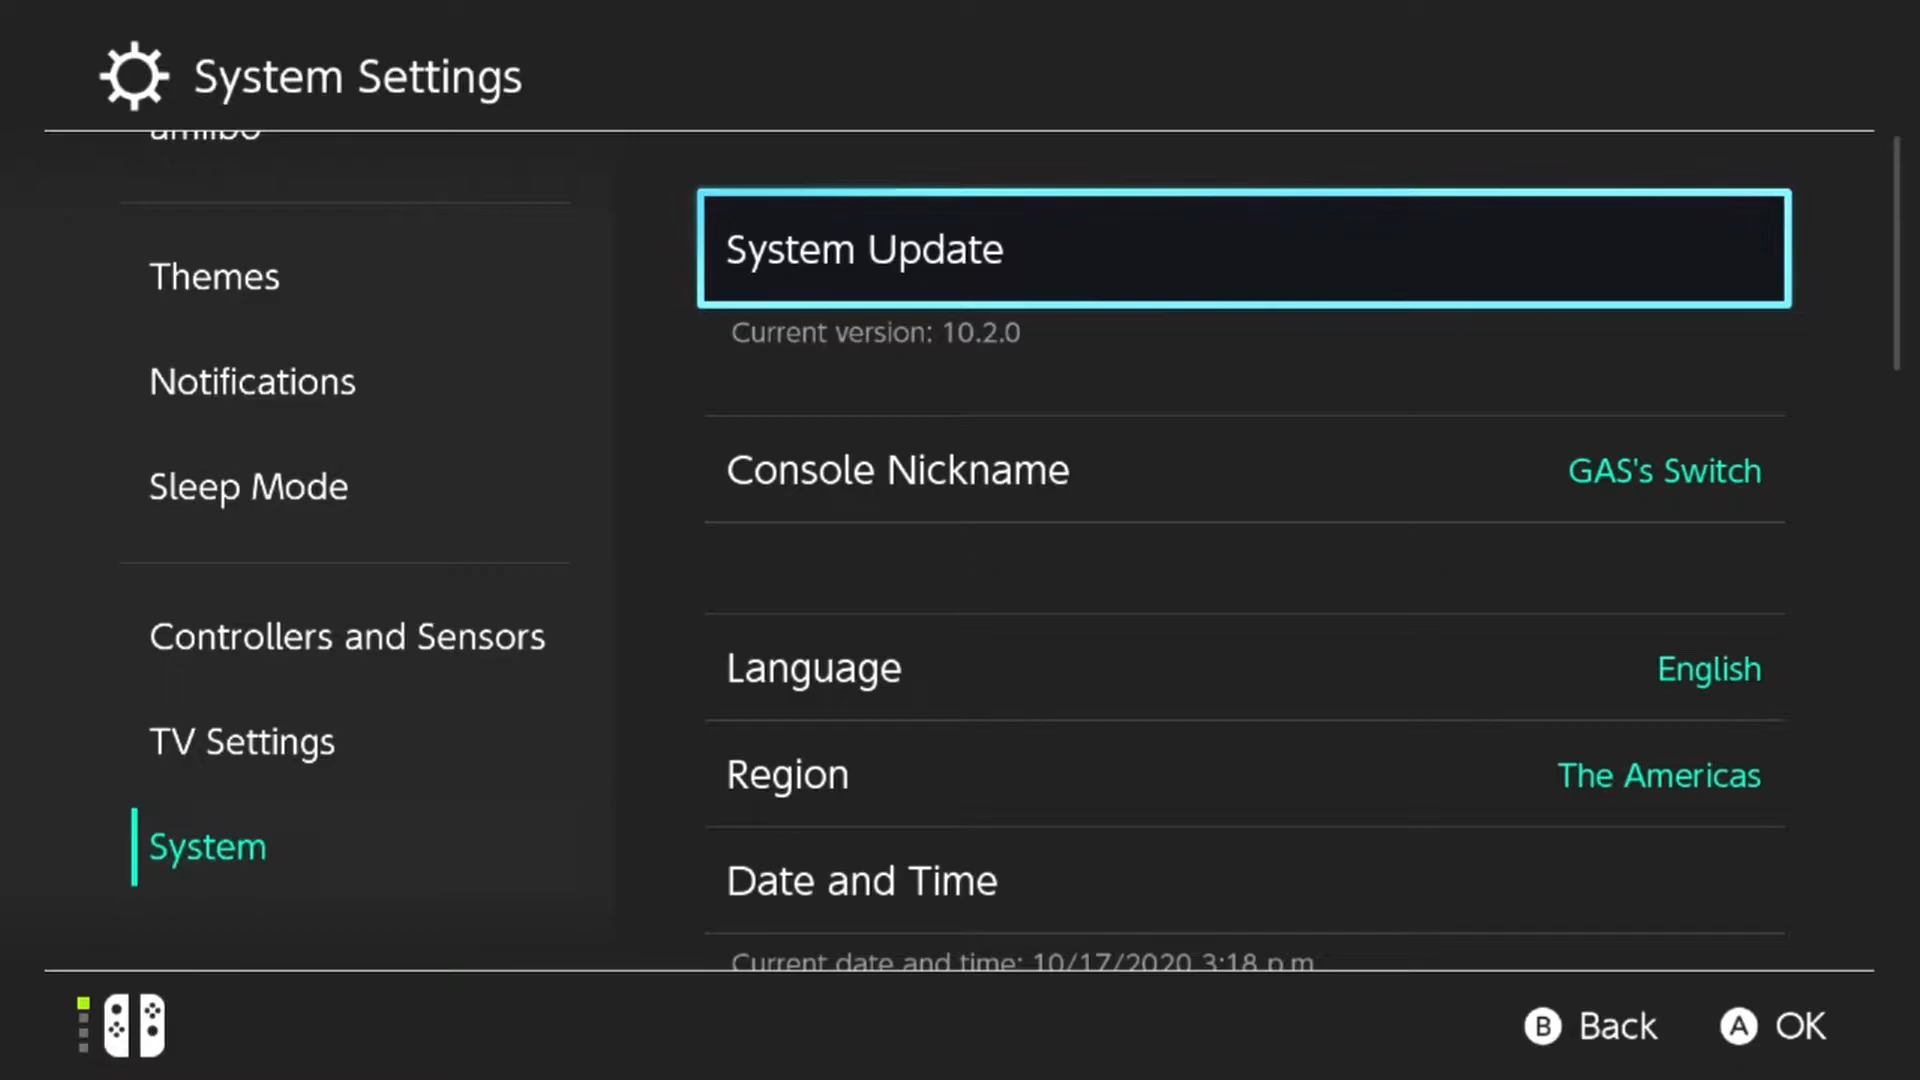 System Settings
amiibo
Themes
Notifications
Sleep Mode
Controllers and Sensors
TV Settings
System
System Update
Current version: 10.2.0
Console Nickname
GAS's Switch
Language
English
Region
The Americas
Date and Time
Current date and time: 10/17/2020 3:18 p.m.
B Back
A OK